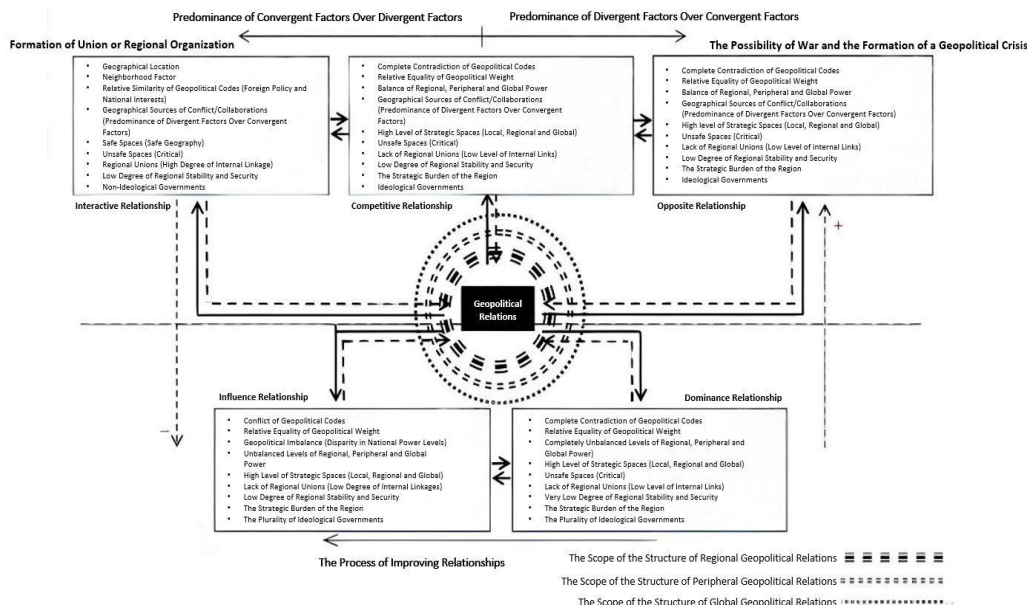 Predominance of Convergent Factors Over Divergent Factors
Predominance of Divergent Factors Over Convergent Factors
Formation of Union or Regional Organization
The Possibility of War and the Formation of a Geopolitical Crisis
• Geographical Location
• Neighborhood Factor
• Relative Similarity of Geopolitical Codes (Foreign Policy and
National Interests)
• Geographical Sources of Conflict/Collaborations
(Predominance of Divergent Factors Over Convergent
Factors)
• Safe Spaces (Safe Geography)
• Unsafe Spaces (Critical)
• Regional Unions (High Degree of Internal Linkage)
• Low Degree of Regional Stability and Security
• Non-Ideological Governments
Interactive Relationship
• Complete Contradiction of Geopolitical Codes
• Relative Equality of Geopolitical Weight
• Balance of Regional, Peripheral and Global Power
• Geographical Sources of Conflict/Collaborations
(Predominance of Divergent Factors Over Convergent
Factors)
• High Level of Strategic Spaces (Local, Regional and Global)
• Unsafe Spaces (Critical)
• Lack of Regional Unions (Low Level of Internal Links)
• Low Degree of Regional Stability and Security
• The Strategic Burden of the Region
• Ideological Governments
Competitive Relationship
• Complete Contradiction of Geopolitical Codes
• Relative Equality of Geopolitical Weight
• Balance of Regional, Peripheral and Global Power
• Geographical Sources of Conflict/Collaborations
(Predominance of Divergent Factors Over Convergent Factors)
• High level of Strategic Spaces (Local, Regional and Global)
• Unsafe Spaces (Critical)
• Lack of Regional Unions (Low Level of internal Links)
• Low Degree of Regional Stability and Security
• The Strategic Burden of the Region
• Ideological Governments
Opposite Relationship
+
Geopolitical
Relations
−
Influence Relationship
• Conflict of Geopolitical Codes
• Relative Equality of Geopolitical Weight
• Geopolitical Imbalance (Disparity in National Power Levels)
• Unbalanced Levels of Regional, Peripheral and Global
Power
• High Level of Strategic Spaces (Local, Regional and Global)
• Lack of Regional Unions (Low Degree of Internal Linkages)
• Low Degree of Regional Stability and Security
• The Strategic Burden of the Region
• The Plurality of Ideological Governments
Dominance Relationship
• Complete Contradiction of Geopolitical Codes
• Relative Equality of Geopolitical Weight
• Completely Unbalanced Levels of Regional, Peripheral and
Global Power)
• High Level of Strategic Spaces (Local, Regional and Global)
• Unsafe Spaces (Critical)
• Lack of Regional Unions (Low Level of Internal Links)
• Very Low Degree of Regional Stability and Security
• The Strategic Burden of the Region
• The Plurality of Ideological Governments
The Process of Improving Relationships
The Scope of the Structure of Regional Geopolitical Relations
The Scope of the Structure of Peripheral Geopolitical Relations
The Scope of the Structure of Global Geopolitical Relations